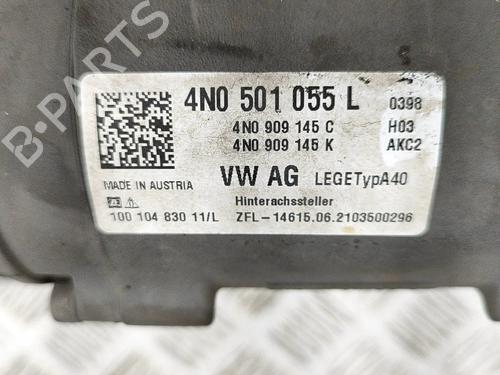 B-PARTS
4N0 501 055 L 0398
4N0 909 145 C H03
4N0 909 145 K AKC2
MADE IN AUSTRIA VW AG LEGETypA40
Hinterachssteller
100 104 830 11/L ZFL-14615.06.2103500296